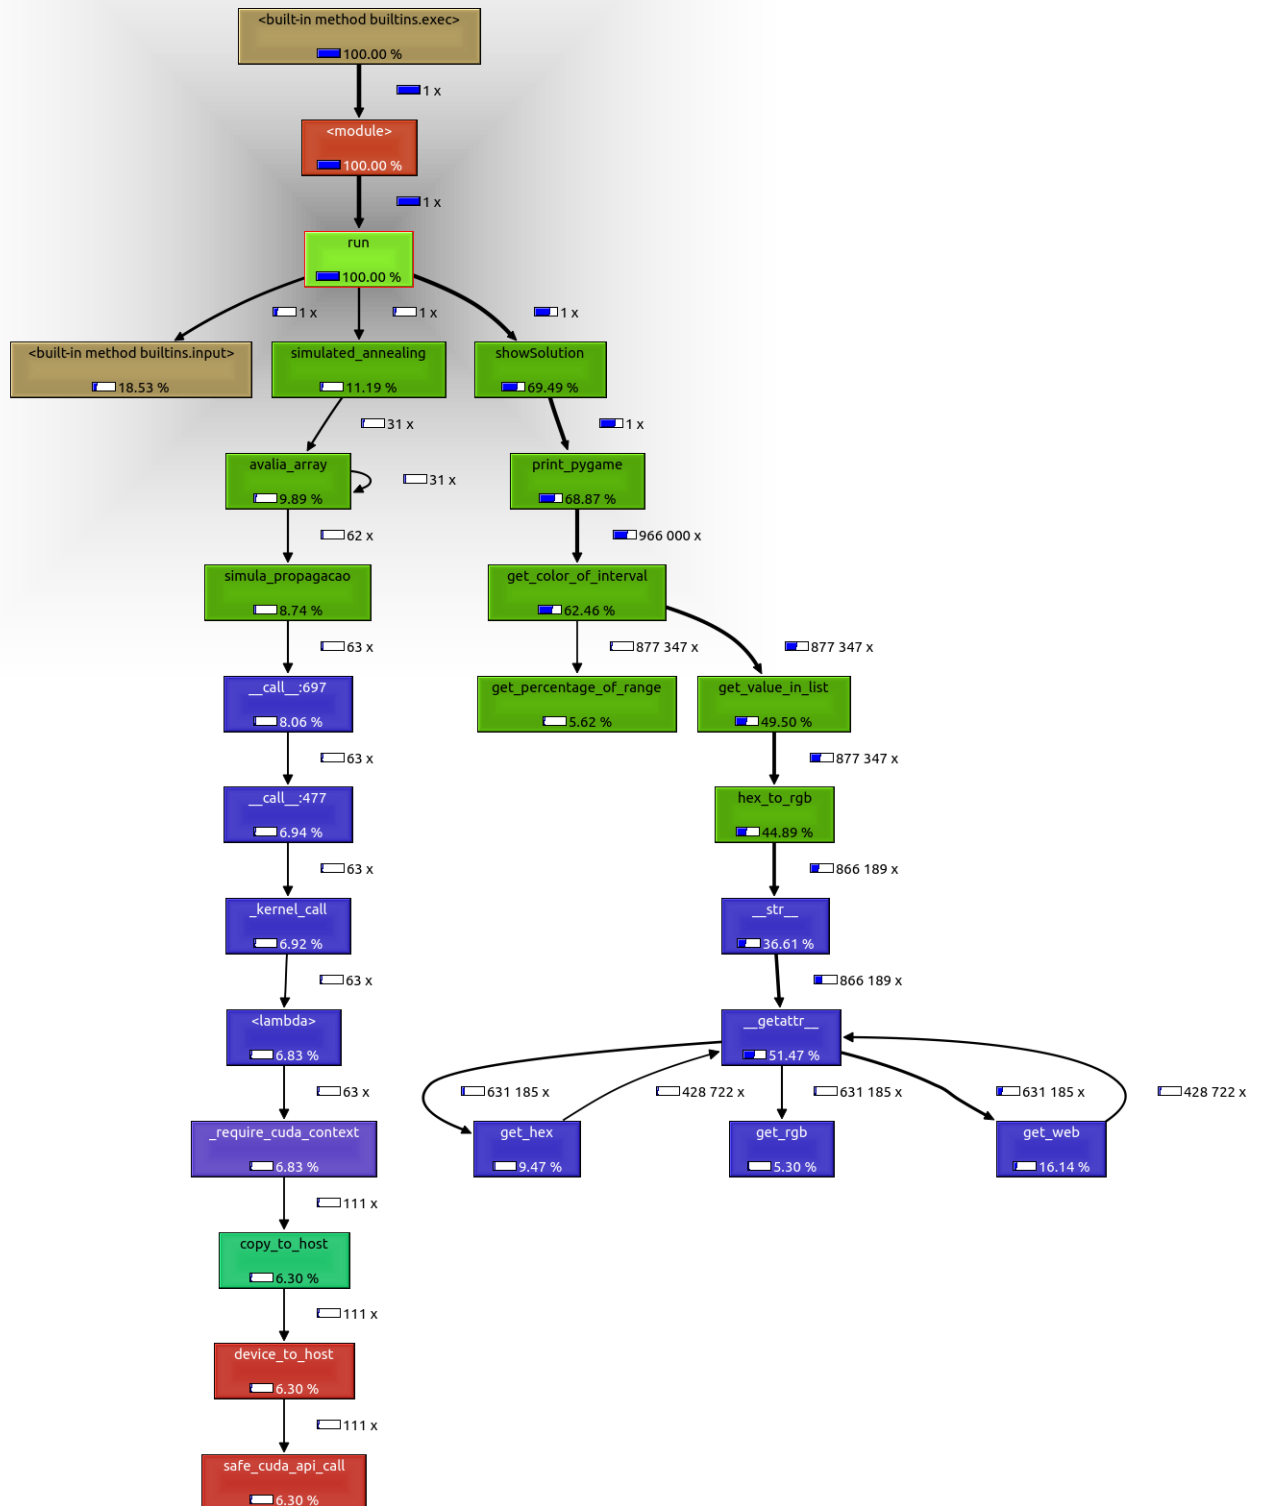 <built-in method builtins.exec>
100.00 %
1 x
<module>
100.00 %
1 x
run
100.00 %
1 x
1 x
1 x
<built-in method builtins.input>
18.53 %
simulated_annealing
11.19 %
showSolution
69.49 %
31 x
1 x
avalia_array
9.89 %
31 x
print_pygame
68.87 %
62 x
966 000 x
simula_propagacao
8.74 %
get_color_of_interval
62.46 %
63 x
877 347 x
877 347 x
__call__:697
8.06 %
get_percentage_of_range
5.62 %
get_value_in_list
49.50 %
63 x
877 347 x
__call__:477
6.94 %
hex_to_rgb
44.89 %
63 x
866 189 x
_kernel_call
6.92 %
__str__
36.61 %
63 x
866 189 x
<lambda>
6.83 %
__getattr__
51.47 %
63 x
631 185 x
428 722 x
631 185 x
631 185 x
428 722 x
_require_cuda_context
6.83 %
get_hex
9.47 %
get_rgb
5.30 %
get_web
16.14 %
111 x
copy_to_host
6.30 %
111 x
device_to_host
6.30 %
111 x
safe_cuda_api_call
6.30 %